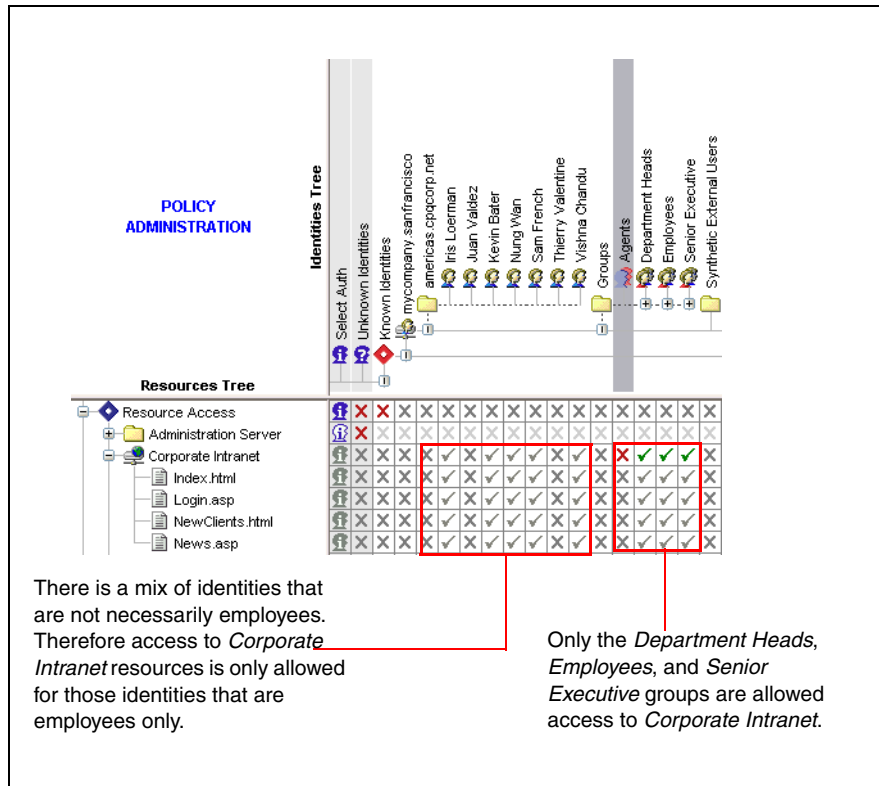 POLICY
ADMINISTRATION
Identities Tree
Select Auth
Unknown Identities
Known Identities
mycompany.sanfrancisco
americas.cpqcorp.net
Iris Loerman
Juan Valdez
Kevin Bater
Nung Wan
Sam French
Thierry Valentine
Vishna Chandu
Groups
Agents
Department Heads
Employees
Senior Executive
Synthetic External Users
Resources Tree
Resource Access
Administration Server
Corporate Intranet
Index.html
Login.asp
NewClients.html
News.asp
There is a mix of identities that
are not necessarily employees.
Therefore access to Corporate
Intranet resources is only allowed
for those identities that are
employees only.
Only the Department Heads,
Employees, and Senior
Executive groups are allowed
access to Corporate Intranet.